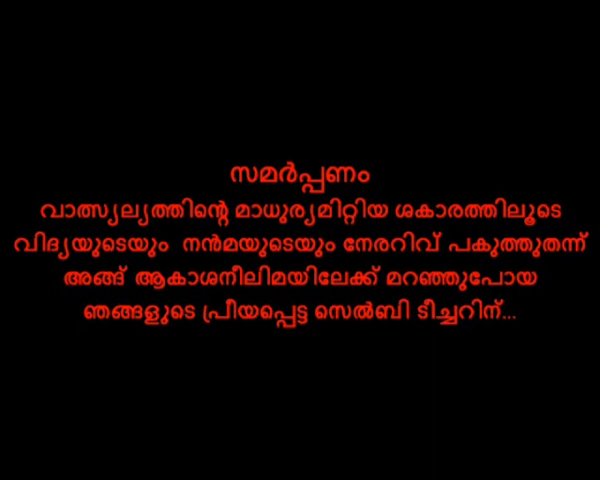 സമർപ്പണം
വാത്സ്യല്യത്തിന്റെ മാധുര്യമിറ്റിയ ശകാരത്തിലൂടെ
വിദ്യയുടെയും നൻമയുടെയും നേരറിവ് പകുത്തുതന്ന്
അങ്ങ് ആകാശനീലിമയിലേക്ക് മറഞ്ഞുപോയ
ഞങ്ങളുടെ പ്രീയപ്പെട്ട സെൽബി ടീച്ചറിന്...